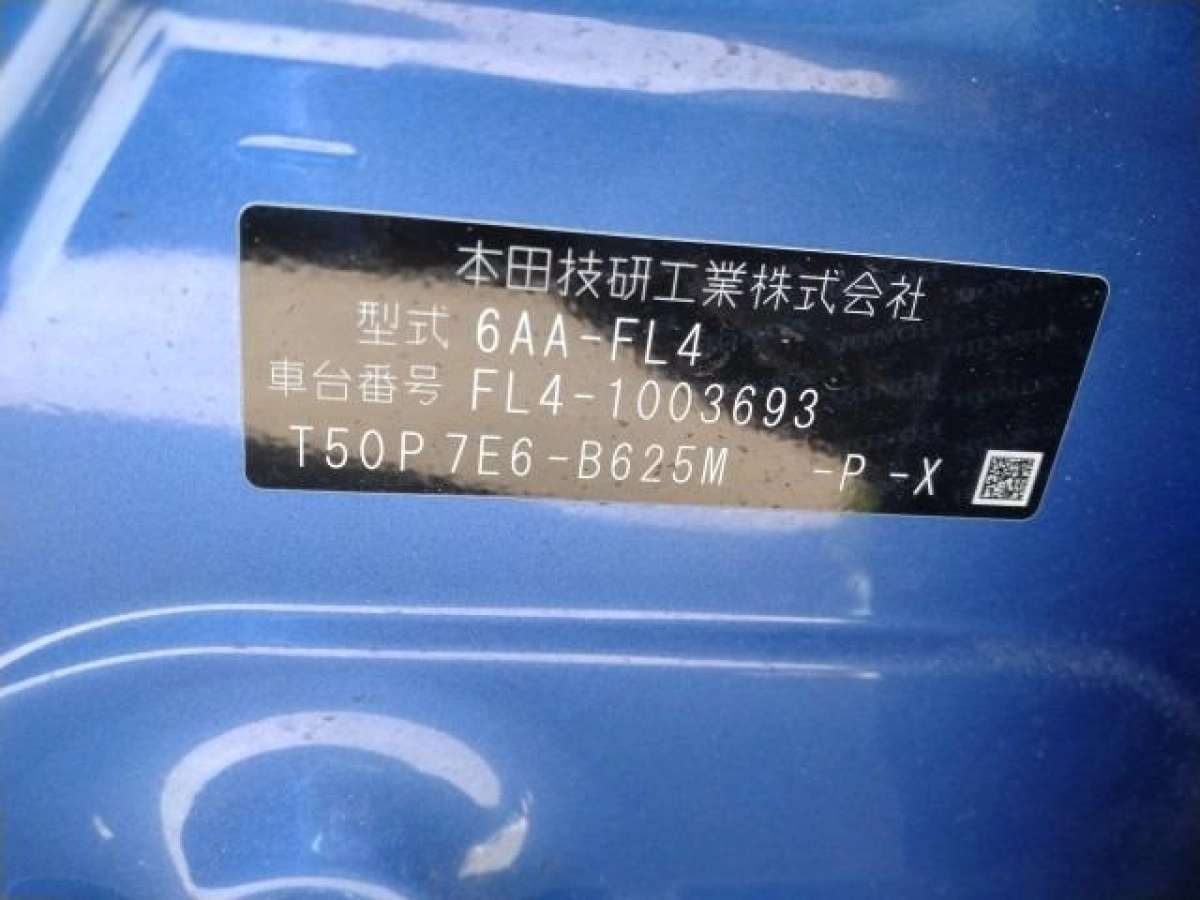 本田技研工業株式会社
型式 6AA-FL4
車台番号 FL4-1003693
T50P 7E6-B625M -P -X